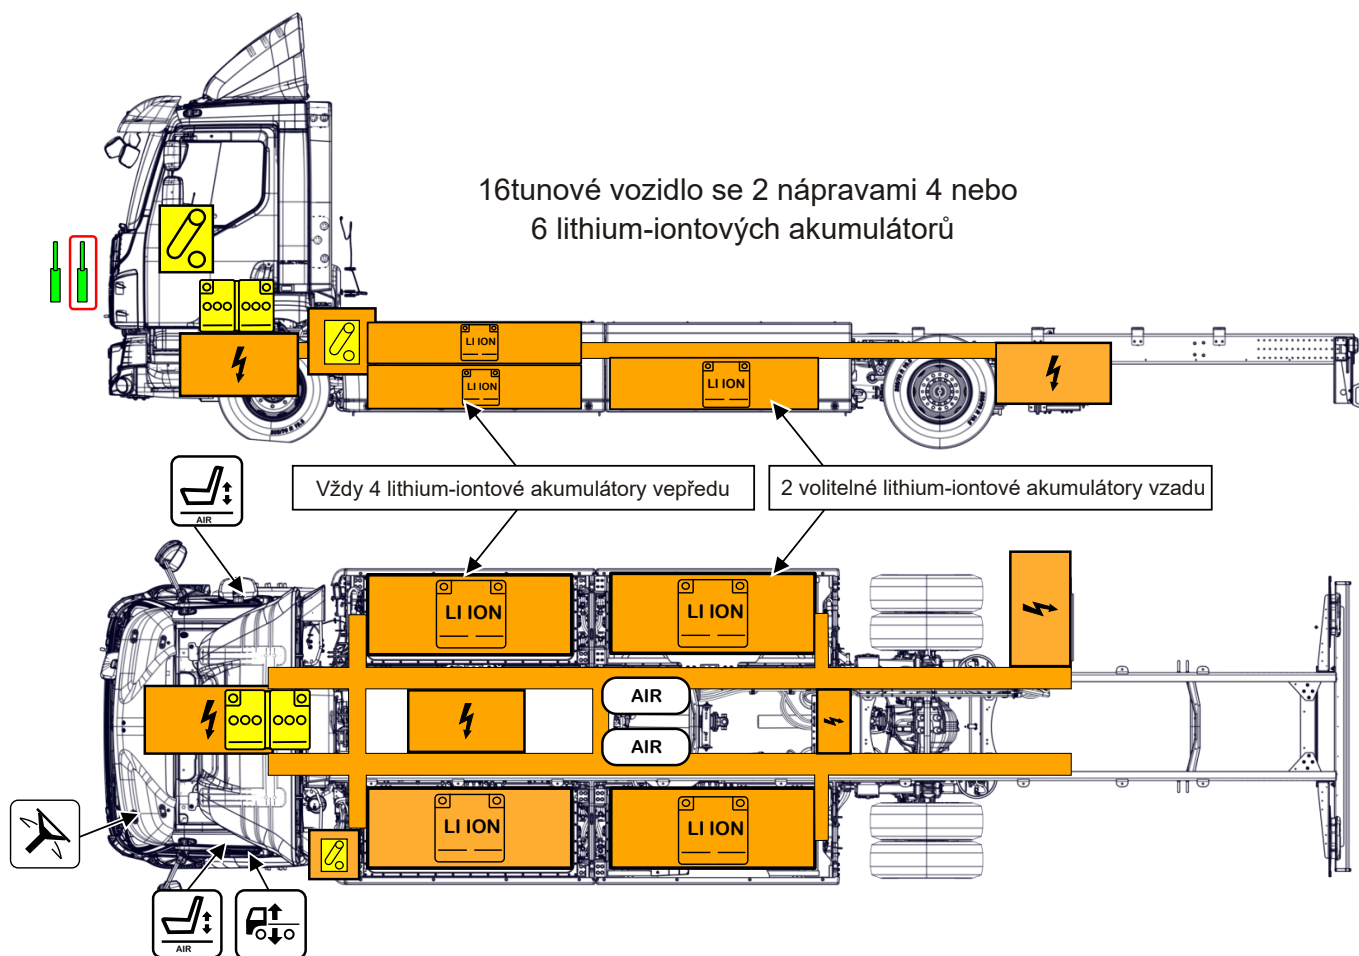 16tunové vozidlo se 2 nápravami 4 nebo
6 lithium-iontových akumulátorů
LI ION
LI ION
LI ION
Vždy 4 lithium-iontové akumulátory vepředu
2 volitelné lithium-iontové akumulátory vzadu
AIR
LI ION
LI ION
AIR
AIR
LI ION
LI ION
AIR